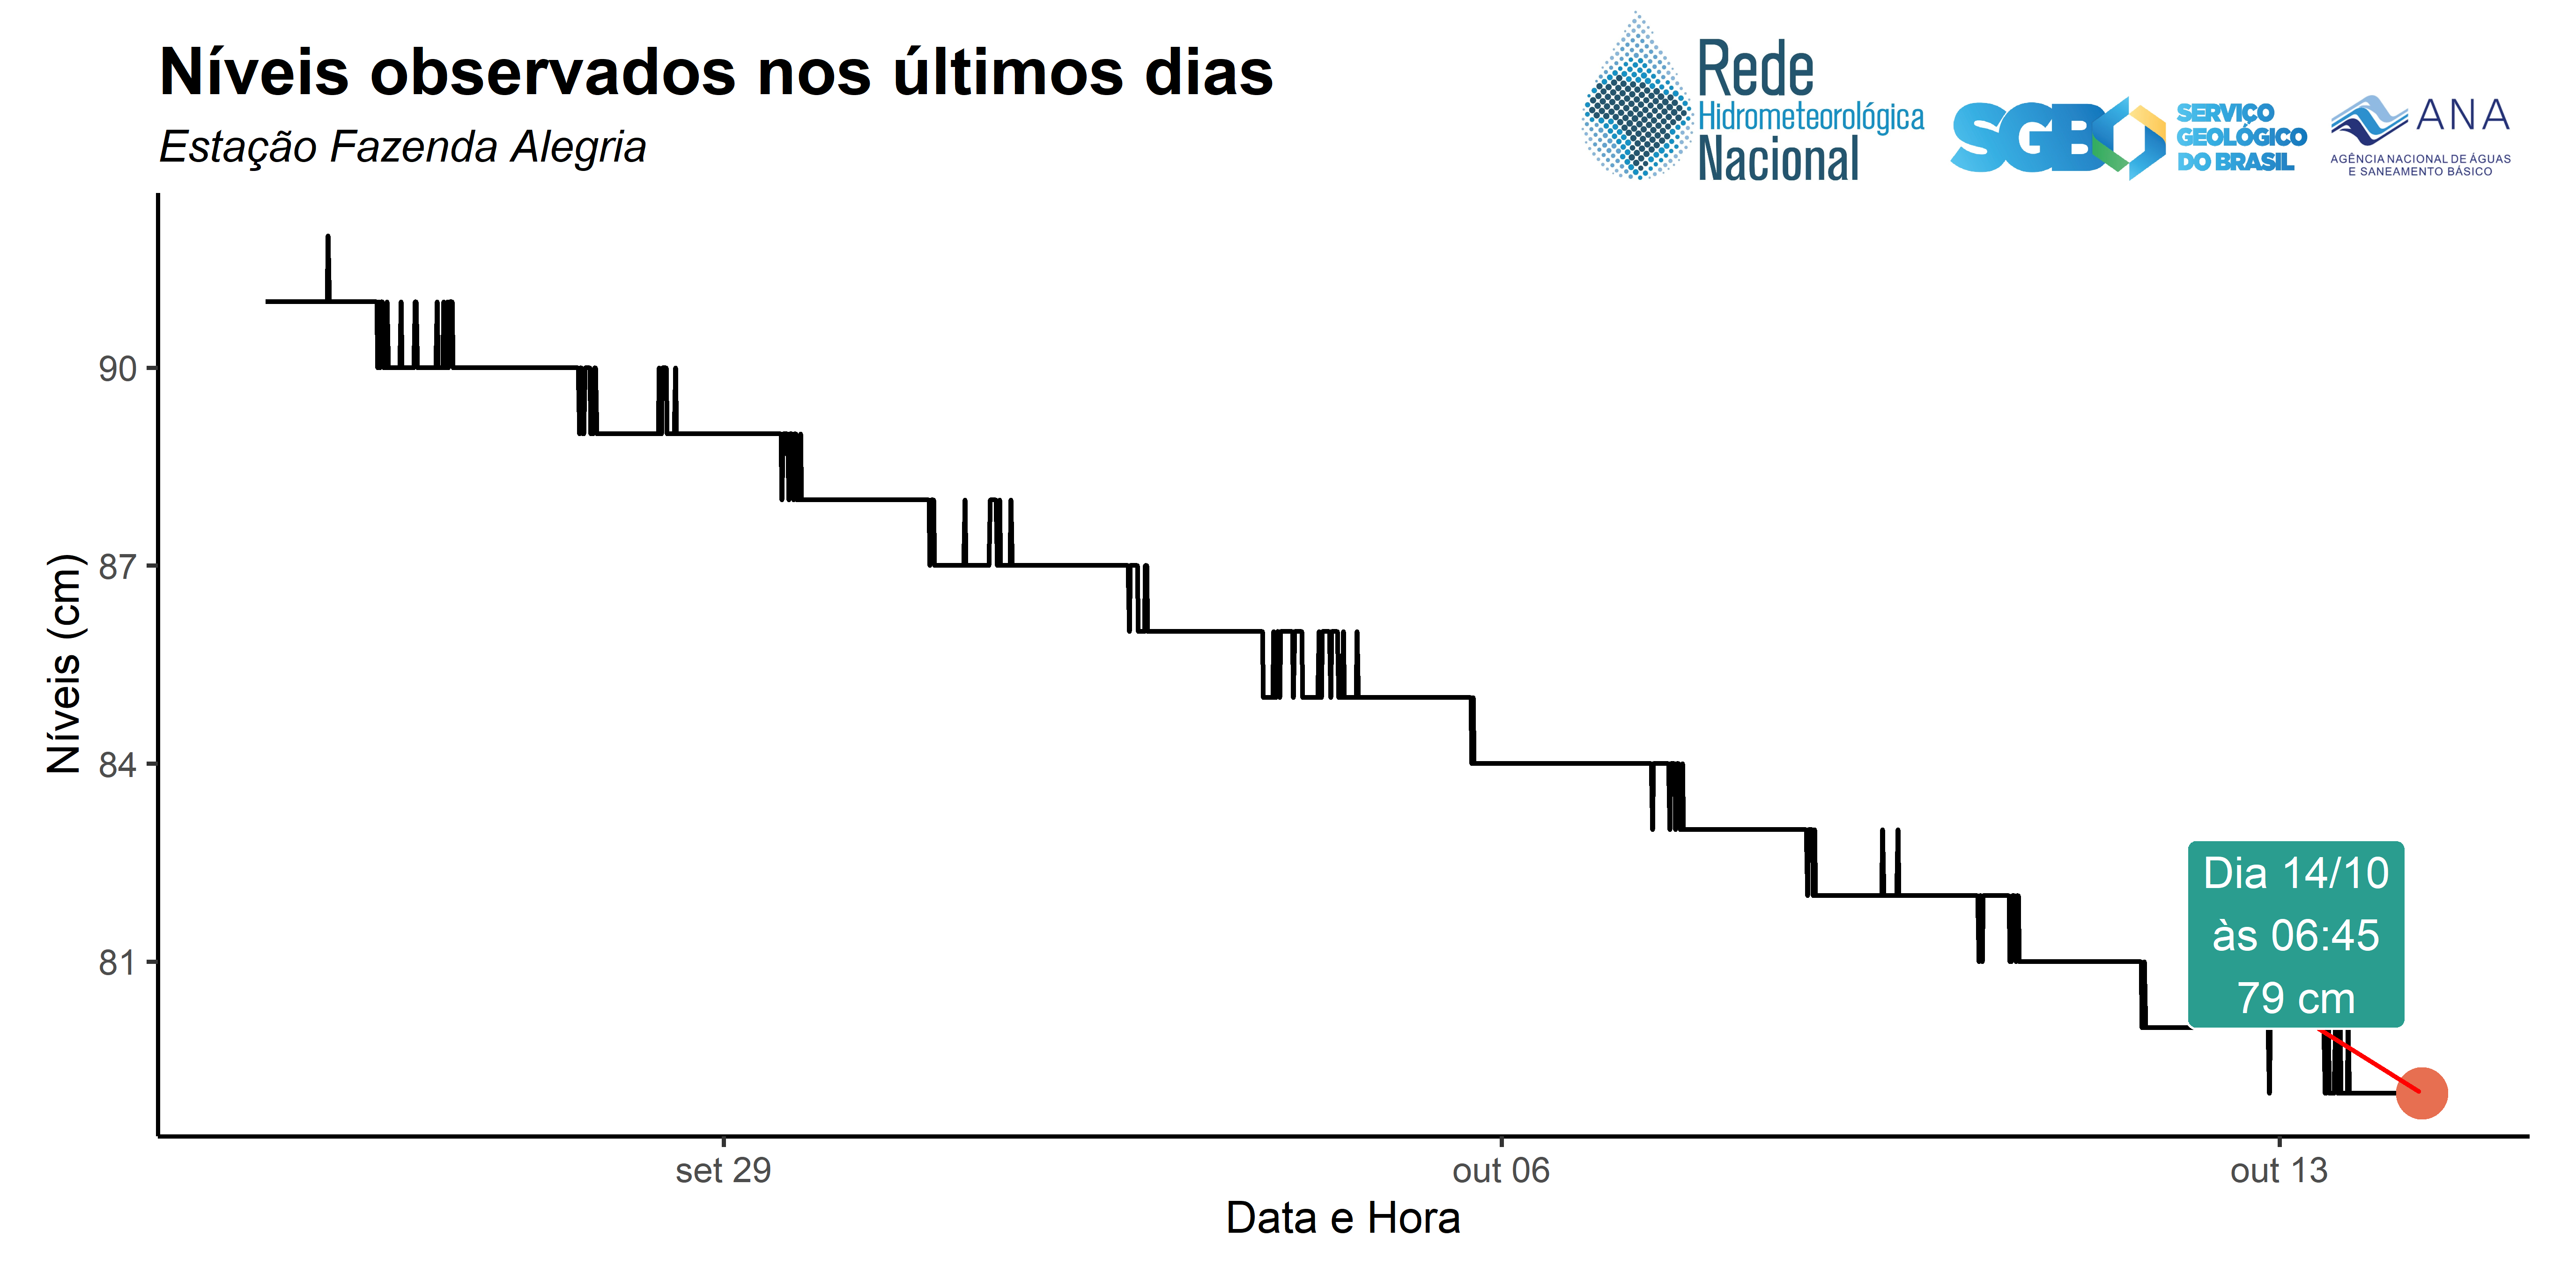 Níveis observados nos últimos dias
Estação Fazenda Alegria
Rede
Hidrometeorológica
Nacional
SGB
SERVIÇO
GEOLÓGICO
DO BRASIL
ANA
AGÊNCIA NACIONAL DE ÁGUAS
E SANEAMENTO BÁSICO
Níveis (cm)
90
87
84
81
Dia 14/10
às 06:45
79 cm
set 29
out 06
out 13
Data e Hora